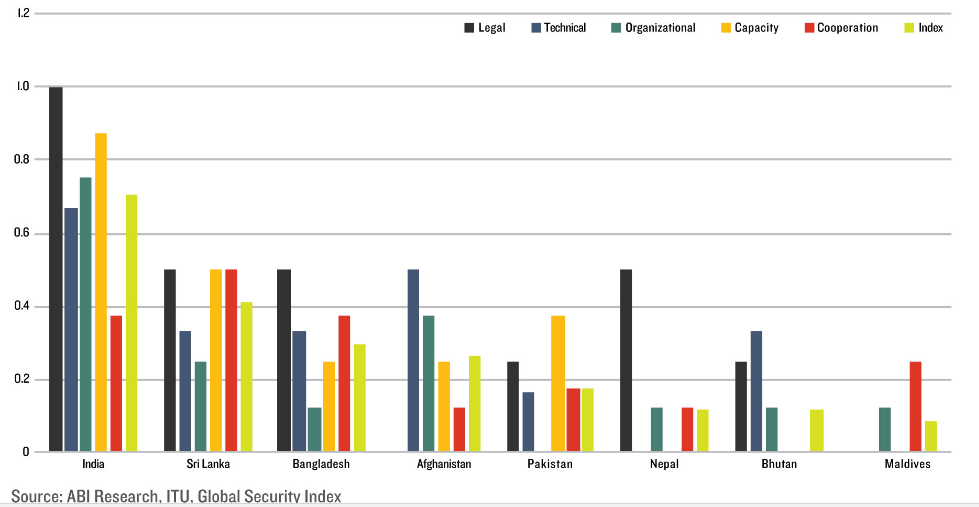 1.2
Legal Technical Organizational Capacity Cooperation Index
1.0
0.8
0.6
0.4
0.2
0
India Sri Lanka Bangladesh Afghanistan Pakistan Nepal Bhutan Maldives
Source: ABI Research, ITU, Global Security Index